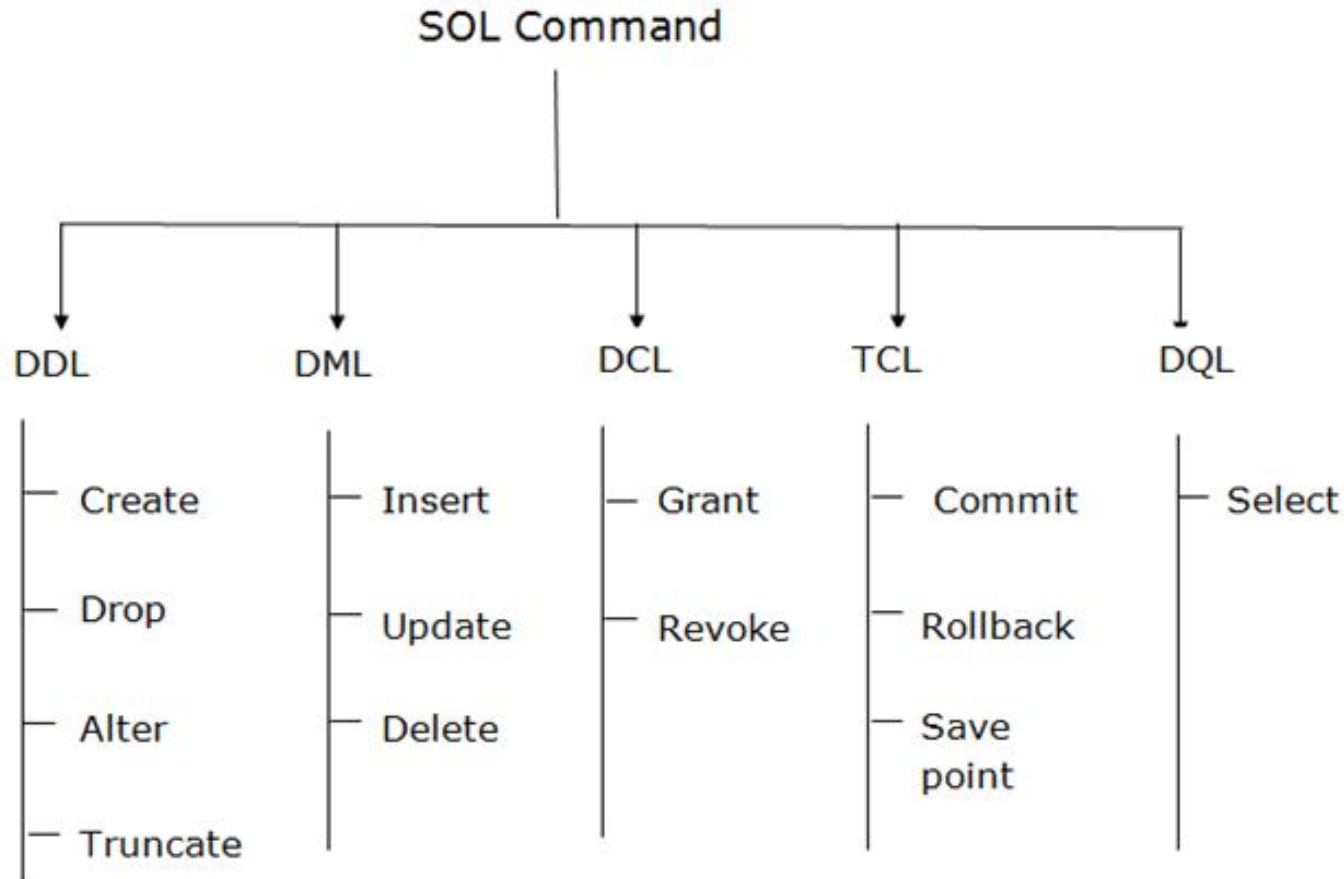 SOL Command
DDL
DML
DCL
TCL
DQL
Create
Drop
Alter
Truncate
Insert
Update
Delete
Grant
Revoke
Commit
Rollback
Save
point
Select